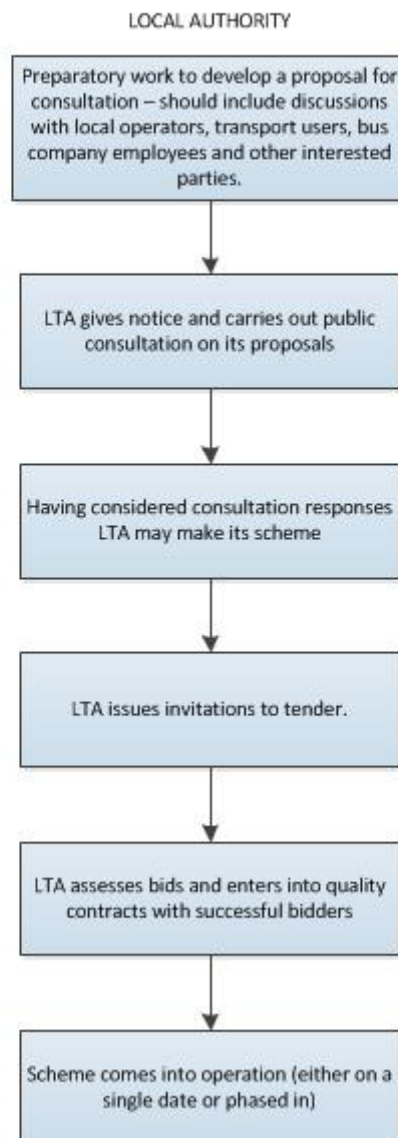 LOCAL AUTHORITY
Preparatory work to develop a proposal for
consultation – should include discussions
with local operators, transport users, bus
company employees and other interested
parties.
LTA gives notice and carries out public
consultation on its proposals
Having considered consultation responses
LTA may make its scheme
LTA issues invitations to tender.
LTA assesses bids and enters into quality
contracts with successful bidders
Scheme comes into operation (either on a
single date or phased in)